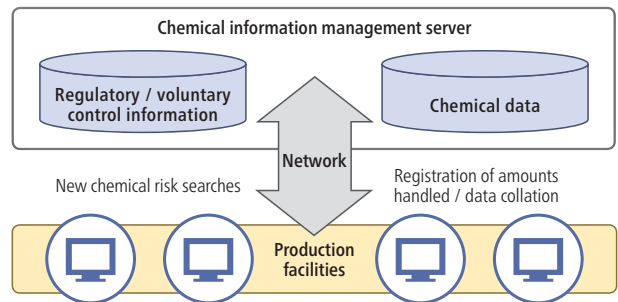 Chemical information management server
Regulatory / voluntary
control information
Chemical data
Network
New chemical risk searches
Registration of amounts
handled / data collation
Production
facilities